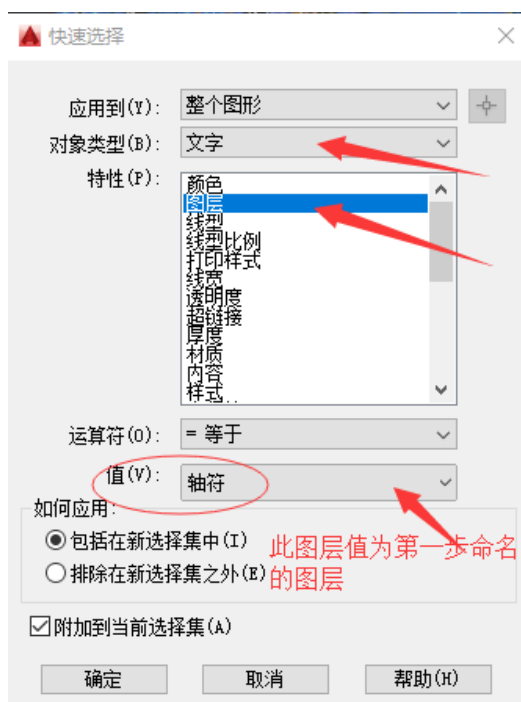 快速选择
应用到(Y): 整个图形
对象类型(B): 文字
特性(P): 颜色
图层
线型
线型比例
打印样式
线宽
透明度
超链接
厚度
材质
内容
样式
运算符(O): = 等于
值(V): 轴符
如何应用:
包括在新选择集中(I)
排除在新选择集之外(E)
此图层值为第一步命名
的图层
附加到当前选择集(A)
确定 取消 帮助(H)